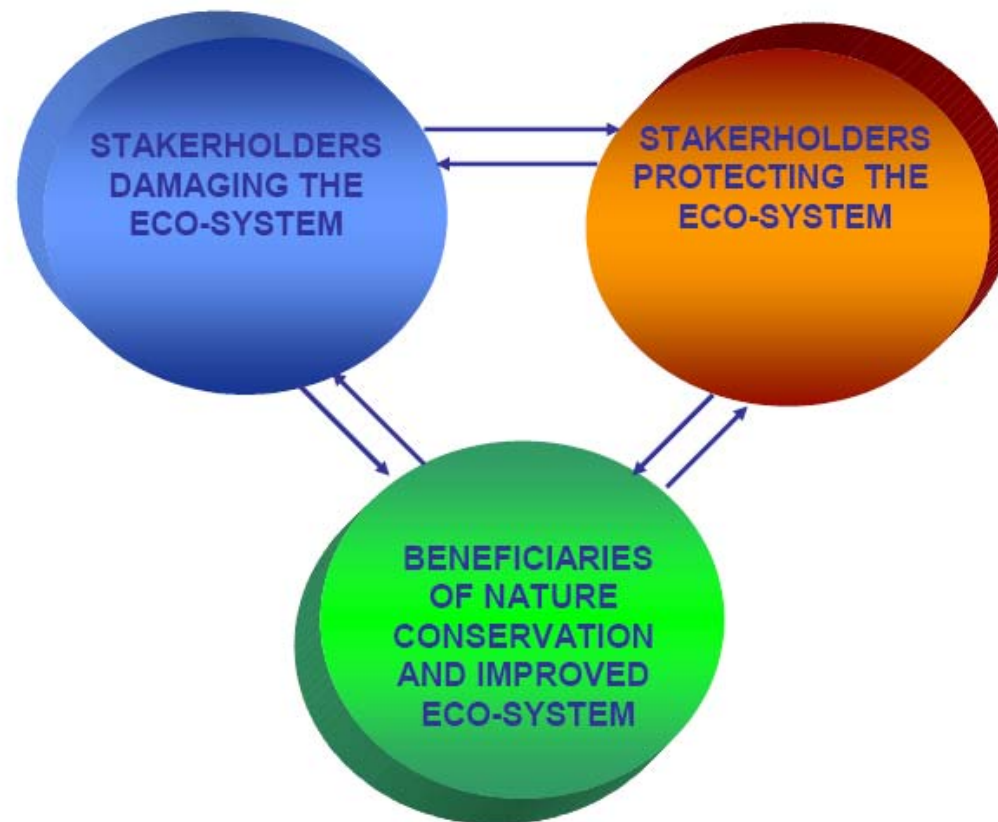 STAKERHOLDERS
DAMAGING THE
ECO-SYSTEM
STAKERHOLDERS
PROTECTING THE
ECO-SYSTEM
BENEFICIARIES
OF NATURE
CONSERVATION
AND IMPROVED
ECO-SYSTEM